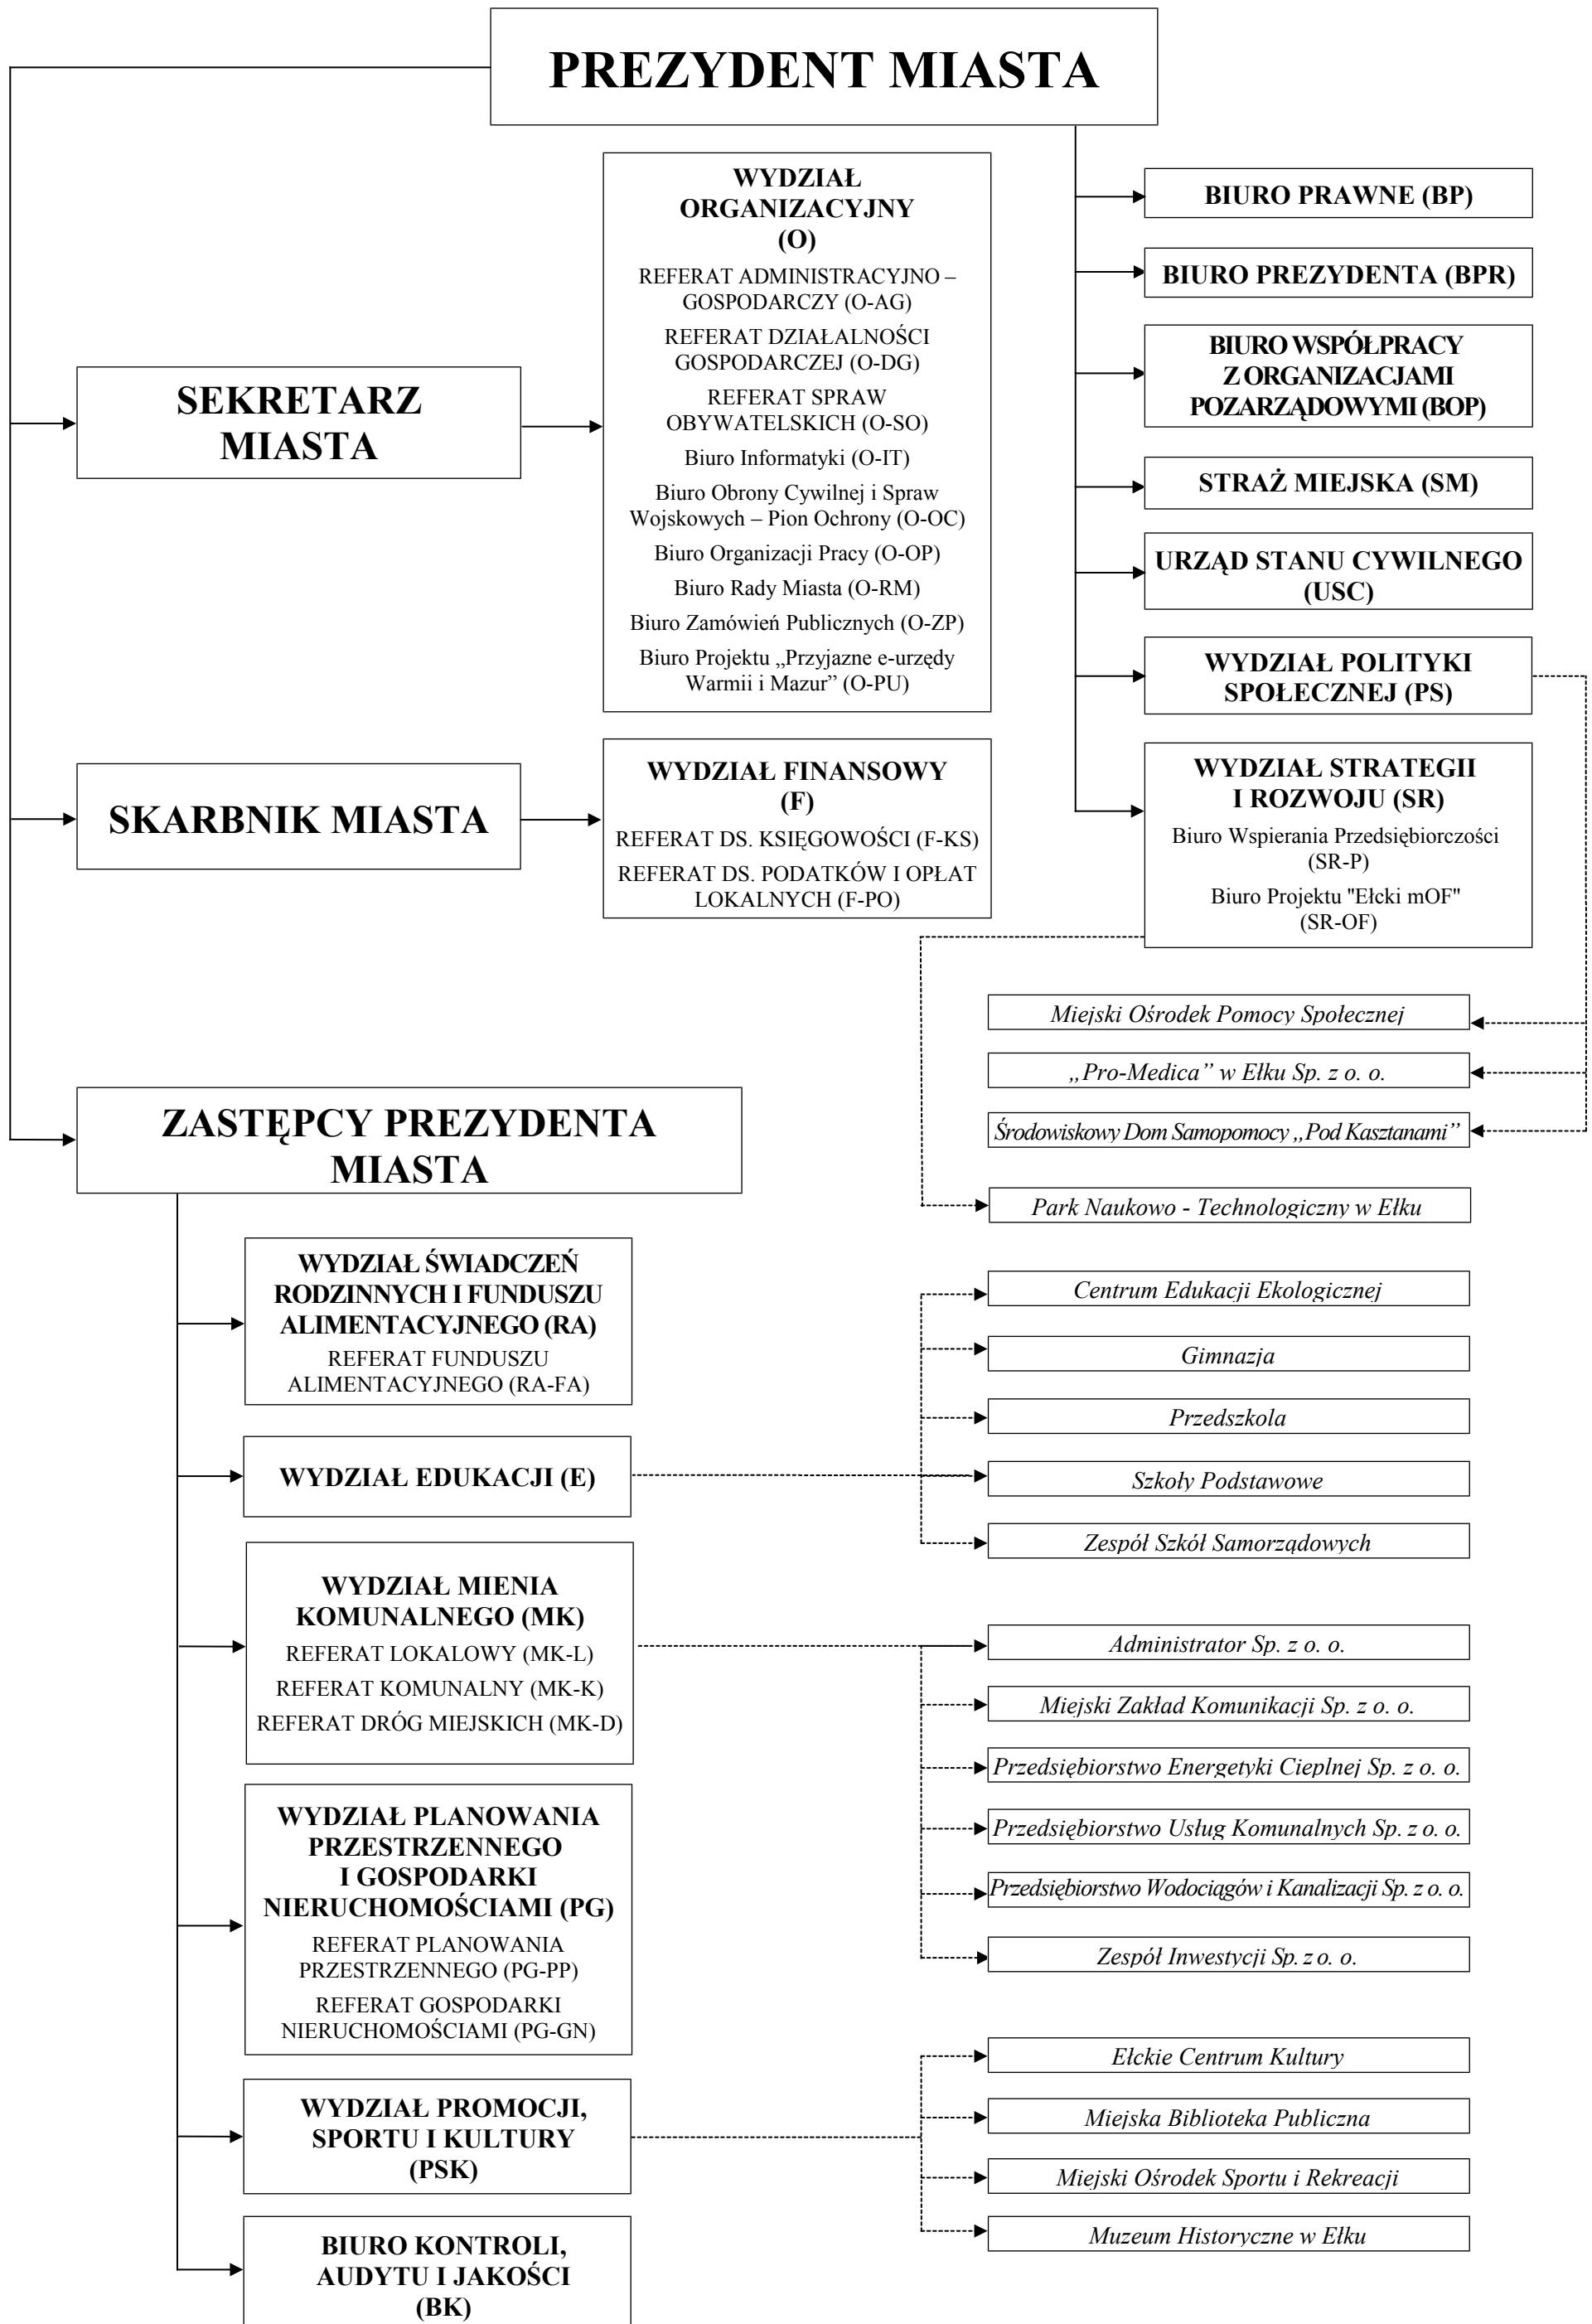 PREZYDENT MIASTA
WYDZIAŁ
ORGANIZACYJNY
(O)
REFERAT ADMINISTRACYJNO –
GOSPODARCZY (O-AG)
REFERAT DZIAŁALNOŚCI
GOSPODARCZEJ (O-DG)
REFERAT SPRAW
OBYWATELSKICH (O-SO)
Biuro Informatyki (O-IT)
Biuro Obrony Cywilnej i Spraw
Wojskowych – Pion Ochrony (O-OC)
Biuro Organizacji Pracy (O-OP)
Biuro Rady Miasta (O-RM)
Biuro Zamówień Publicznych (O-ZP)
Biuro Projektu „Przyjazne e-urzędy
Warmii i Mazur” (O-PU)
BIURO PRAWNE (BP)
BIURO PREZYDENTA (BPR)
BIURO WSPÓŁPRACY
Z ORGANIZACJAMI
POZARZĄDOWYMI (BOP)
STRAŻ MIEJSKA (SM)
URZĄD STANU CYWILNEGO
(USC)
WYDZIAŁ POLITYKI
SPOŁECZNEJ (PS)
WYDZIAŁ STRATEGII
I ROZWOJU (SR)
Biuro Wspierania Przedsiębiorczości
(SR-P)
Biuro Projektu "Ełcki mOF"
(SR-OF)
SEKRETARZ
MIASTA
SKARBNIK MIASTA
WYDZIAŁ FINANSOWY
(F)
REFERAT DS. KSIĘGOWOŚCI (F-KS)
REFERAT DS. PODATKÓW I OPŁAT
LOKALNYCH (F-PO)
Miejski Ośrodek Pomocy Społecznej
„Pro-Medica” w Ełku Sp. z o. o.
Środowiskowy Dom Samopomocy „Pod Kasztanami”
Park Naukowo - Technologiczny w Ełku
ZASTĘPCY PREZYDENTA
MIASTA
WYDZIAŁ ŚWIADCZEŃ
RODZINNYCH I FUNDUSZU
ALIMENTACYJNEGO (RA)
REFERAT FUNDUSZU
ALIMENTACYJNEGO (RA-FA)
WYDZIAŁ EDUKACJI (E)
Centrum Edukacji Ekologicznej
Gimnazja
Przedszkola
Szkoły Podstawowe
Zespół Szkół Samorządowych
WYDZIAŁ MIENIA
KOMUNALNEGO (MK)
REFERAT LOKALOWY (MK-L)
REFERAT KOMUNALNY (MK-K)
REFERAT DRÓG MIEJSKICH (MK-D)
Administrator Sp. z o. o.
Miejski Zakład Komunikacji Sp. z o. o.
Przedsiębiorstwo Energetyki Cieplnej Sp. z o. o.
Przedsiębiorstwo Usług Komunalnych Sp. z o. o.
Przedsiębiorstwo Wodociągów i Kanalizacji Sp. z o. o.
Zespół Inwestycji Sp. z o. o.
WYDZIAŁ PLANOWANIA
PRZESTRZENNEGO
I GOSPODARKI
NIERUCHOMOŚCIAMI (PG)
REFERAT PLANOWANIA
PRZESTRZENNEGO (PG-PP)
REFERAT GOSPODARKI
NIERUCHOMOŚCIAMI (PG-GN)
WYDZIAŁ PROMOCJI,
SPORTU I KULTURY
(PSK)
Ełckie Centrum Kultury
Miejska Biblioteka Publiczna
Miejski Ośrodek Sportu i Rekreacji
Muzeum Historyczne w Ełku
BIURO KONTROLI,
AUDYTU I JAKOŚCI
(BK)